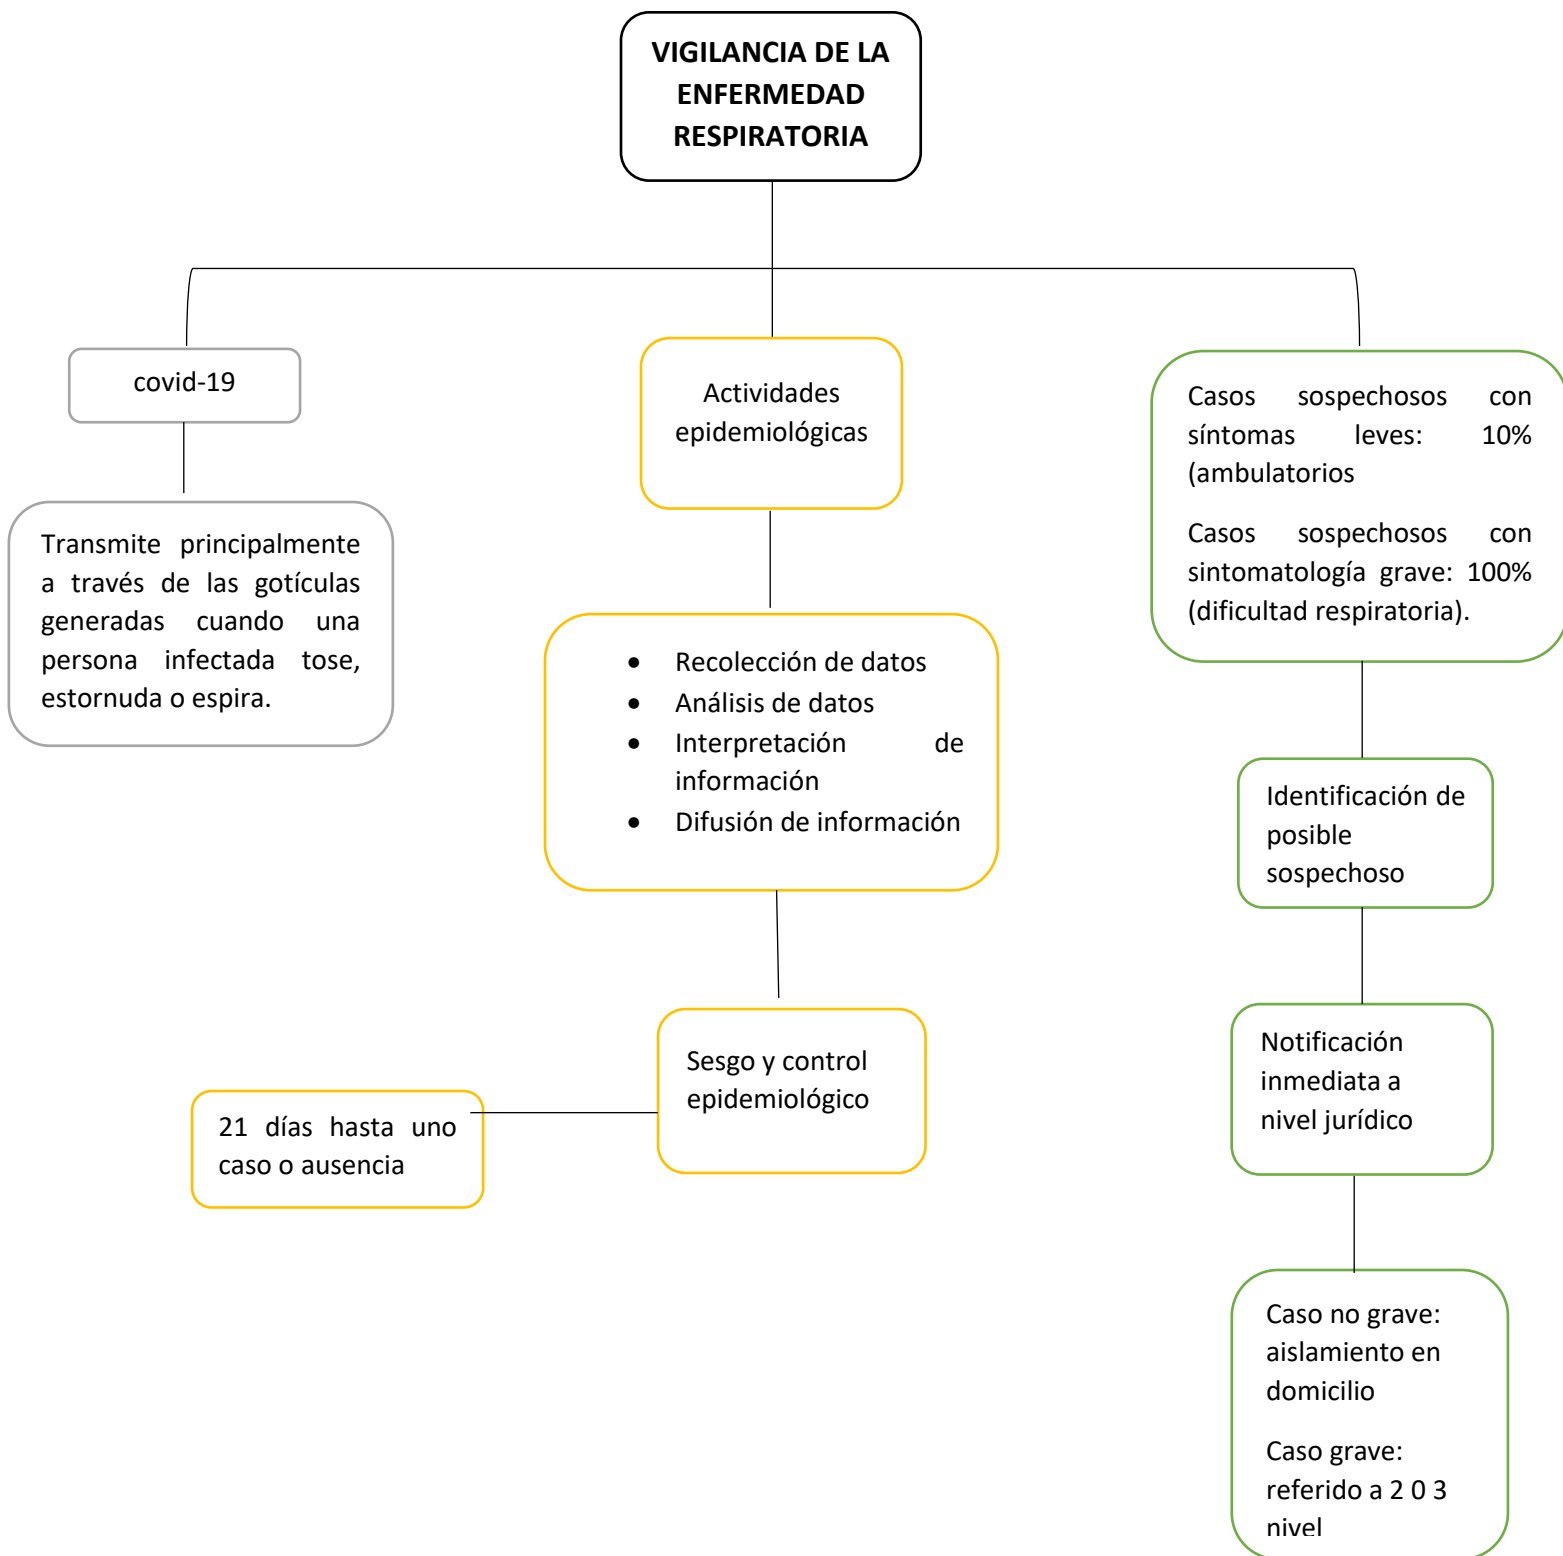 VIGILANCIA DE LA
ENFERMEDAD
RESPIRATORIA
covid-19
Transmite principalmente
a través de las gotículas
generadas cuando una
persona infectada tose,
estornuda o espira.
Actividades
epidemiológicas
• Recolección de datos
• Análisis de datos
• Interpretación de
información
• Difusión de información
Sesgo y control
epidemiológico
21 días hasta uno
caso o ausencia
Casos sospechosos con
síntomas leves: 10%
(ambulatorios
Casos sospechosos con
sintomatología grave: 100%
(dificultad respiratoria).
Identificación de
posible
sospechoso
Notificación
inmediata a
nivel jurídico
Caso no grave:
aislamiento en
domicilio
Caso grave:
referido a 2 0 3
nivel